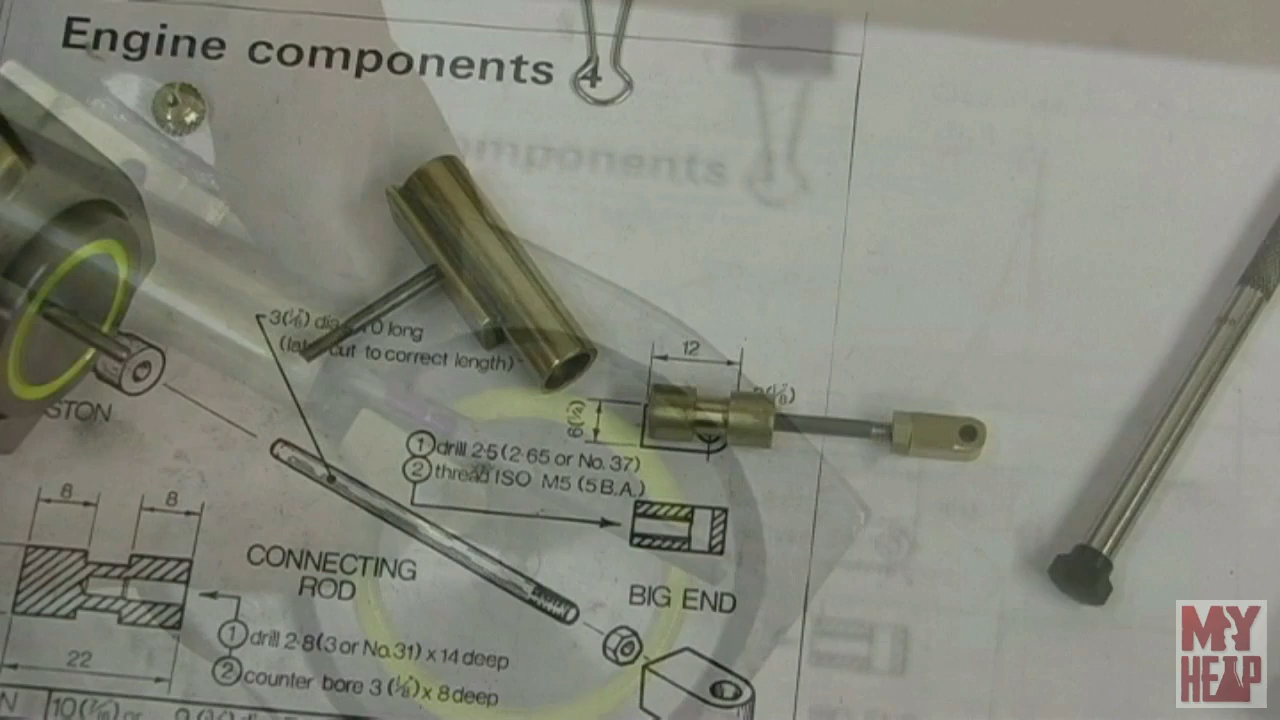 Engine components 4
omponents
3(⅛) dia
0 long
cut to correct length)
12
6(¼)
① drill 2·5 (2·65 or No. 37)
② thread ISO M5 (5 B.A.)
STON
8
8
CONNECTING
ROD
BIG END
① drill 2·8 (3 or No. 31) x 14 deep
② counter bore 3 (⅛) x 8 deep
22
N
MY
HEAP